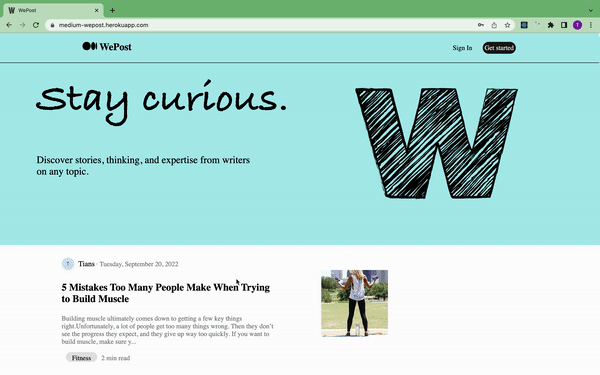 WePost
medium-wepost.herokuapp.com
T
WePost
Sign In
Get started
Stay curious.
W
Discover stories, thinking, and expertise from writers
on any topic.
T
Tians · Tuesday, September 20, 2022
5 Mistakes Too Many People Make When Trying
to Build Muscle
Building muscle ultimately comes down to getting a few key things
right.Unfortunately, a lot of people get too many things wrong. Then they don't
see the progress they expect, and they give up way too quickly. If you want to
build muscle, make sure y...
Fitness 2 min read